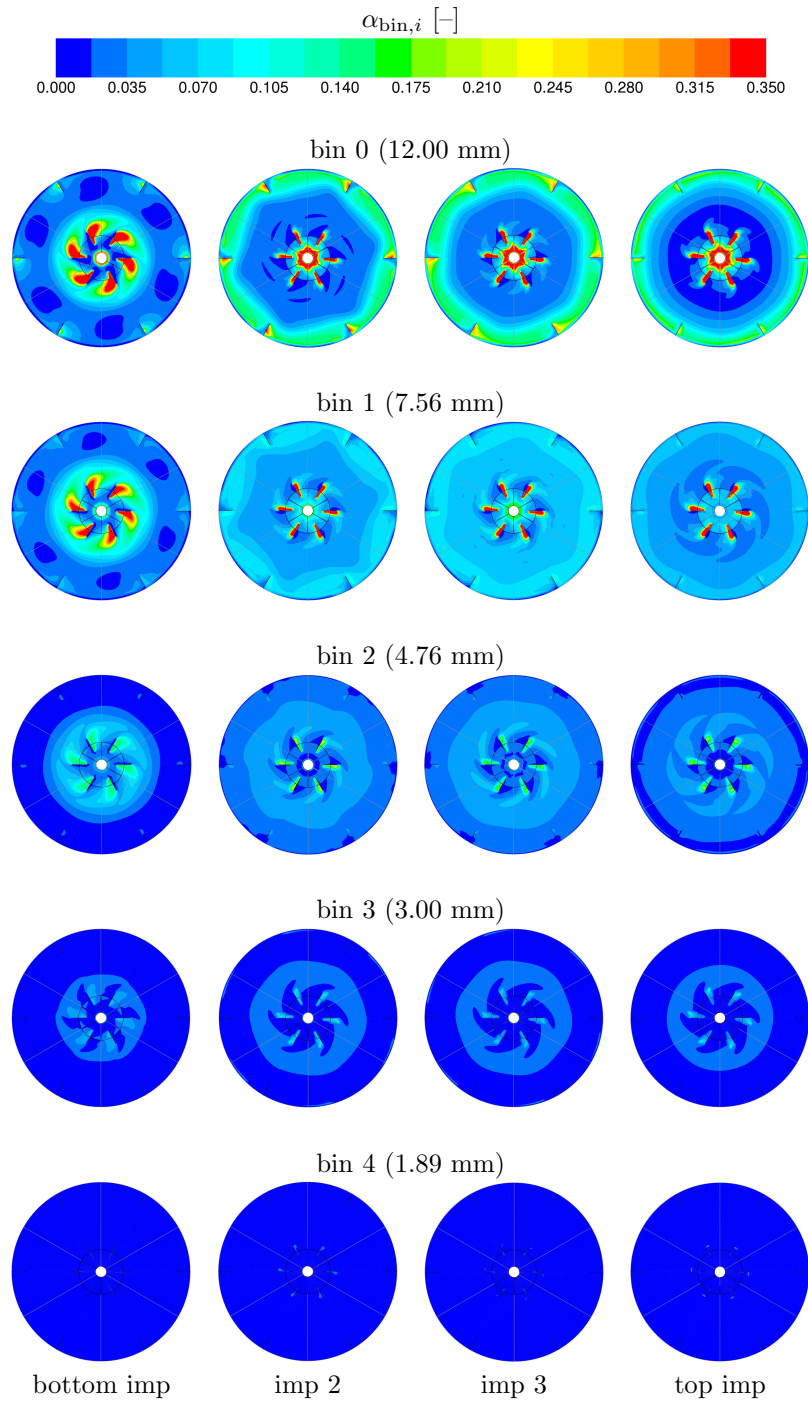 α_bin,i [–]
0.000 0.035 0.070 0.105 0.140 0.175 0.210 0.245 0.280 0.315 0.350
bin 0 (12.00 mm)
bin 1 (7.56 mm)
bin 2 (4.76 mm)
bin 3 (3.00 mm)
bin 4 (1.89 mm)
bottom imp imp 2 imp 3 top imp